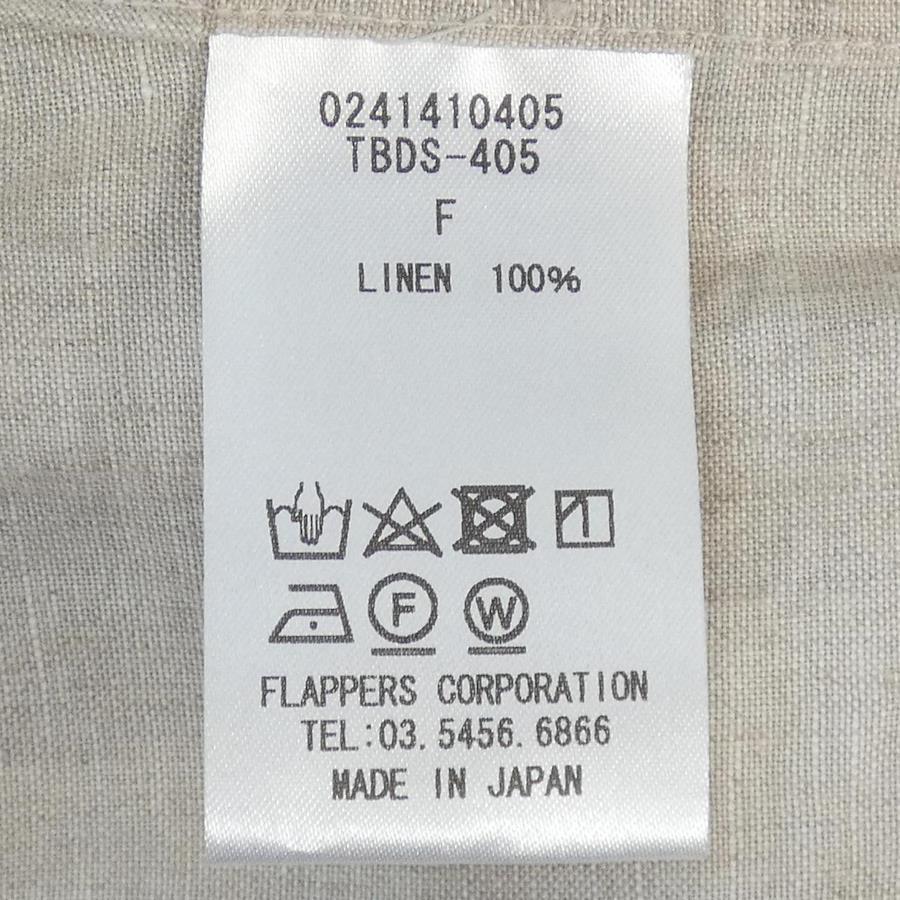 0241410405
TBDS-405
F
LINEN 100%
F W
FLAPPERS CORPORATION
TEL:03.5456.6866
MADE IN JAPAN